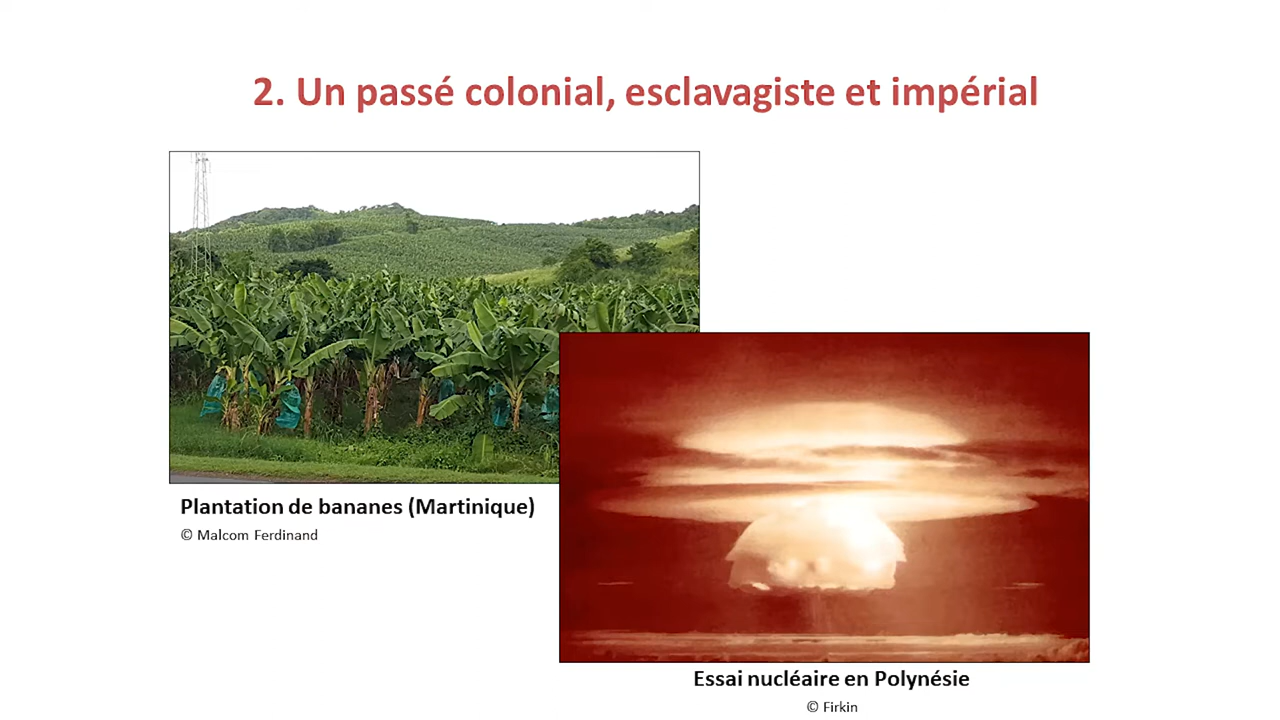 2. Un passé colonial, esclavagiste et impérial
Plantation de bananes (Martinique)
© Malcom Ferdinand
Essai nucléaire en Polynésie
© Firkin